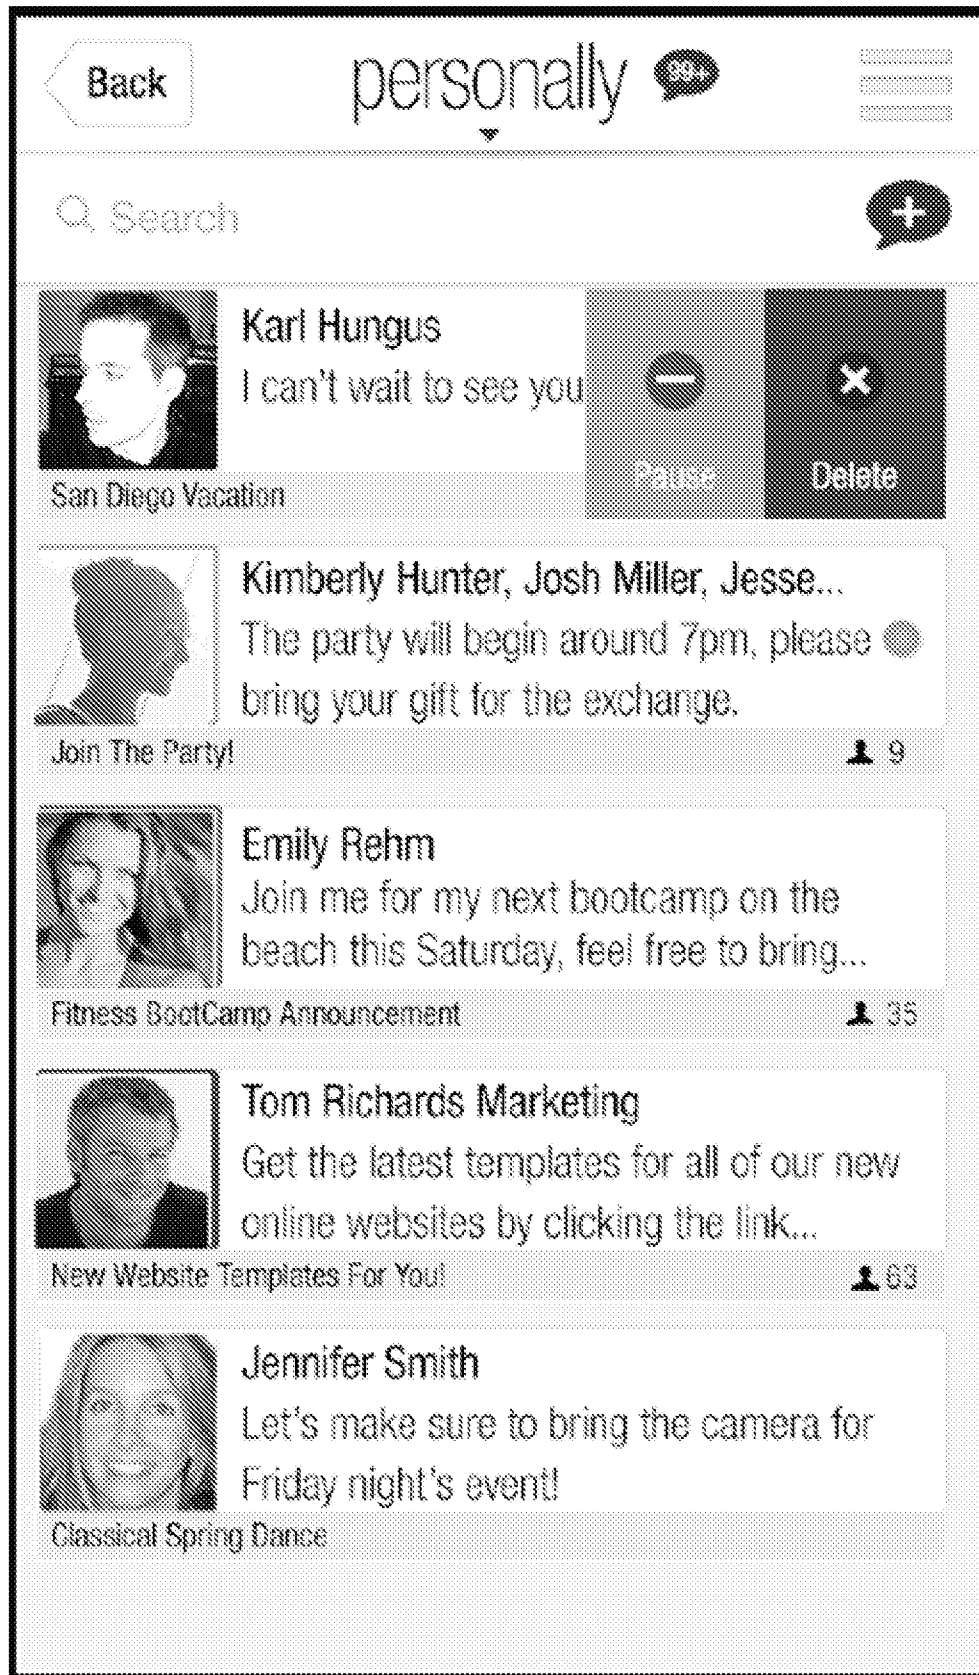 Back
personally
99+
Search
Karl Hungus
I can't wait to see you
Pause
Delete
San Diego Vacation
Kimberly Hunter, Josh Miller, Jesse...
The party will begin around 7pm, please
bring your gift for the exchange.
Join The Party!
9
Emily Rehm
Join me for my next bootcamp on the
beach this Saturday, feel free to bring...
Fitness BootCamp Announcement
35
Tom Richards Marketing
Get the latest templates for all of our new
online websites by clicking the link...
New Website Templates For You!
63
Jennifer Smith
Let's make sure to bring the camera for
Friday night's event!
Classical Spring Dance